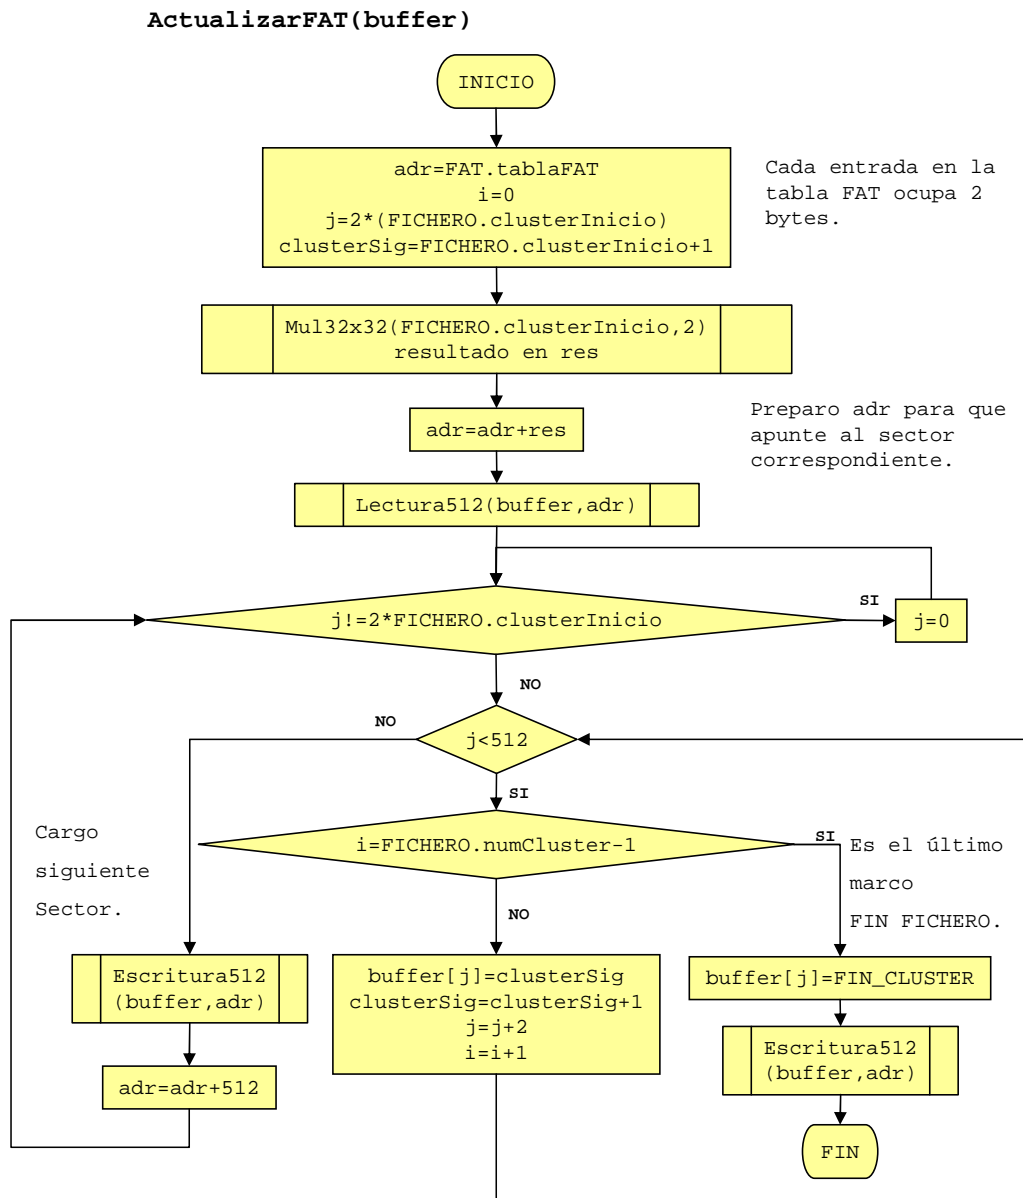 ActualizarFAT(buffer)
INICIO
adr=FAT.tablaFAT
i=0
j=2*(FICHERO.clusterInicio)
clusterSig=FICHERO.clusterInicio+1
Cada entrada en la
tabla FAT ocupa 2
bytes.
Mul32x32(FICHERO.clusterInicio,2)
resultado en res
adr=adr+res
Preparo adr para que
apunte al sector
correspondiente.
Lectura512(buffer,adr)
j!=2*FICHERO.clusterInicio
SI
j=0
NO
j<512
NO
SI
i=FICHERO.numCluster-1
SI
NO
Cargo
siguiente
Sector.
Es el último
marco
FIN FICHERO.
Escritura512
(buffer,adr)
adr=adr+512
buffer[j]=clusterSig
clusterSig=clusterSig+1
j=j+2
i=i+1
buffer[j]=FIN_CLUSTER
Escritura512
(buffer,adr)
FIN